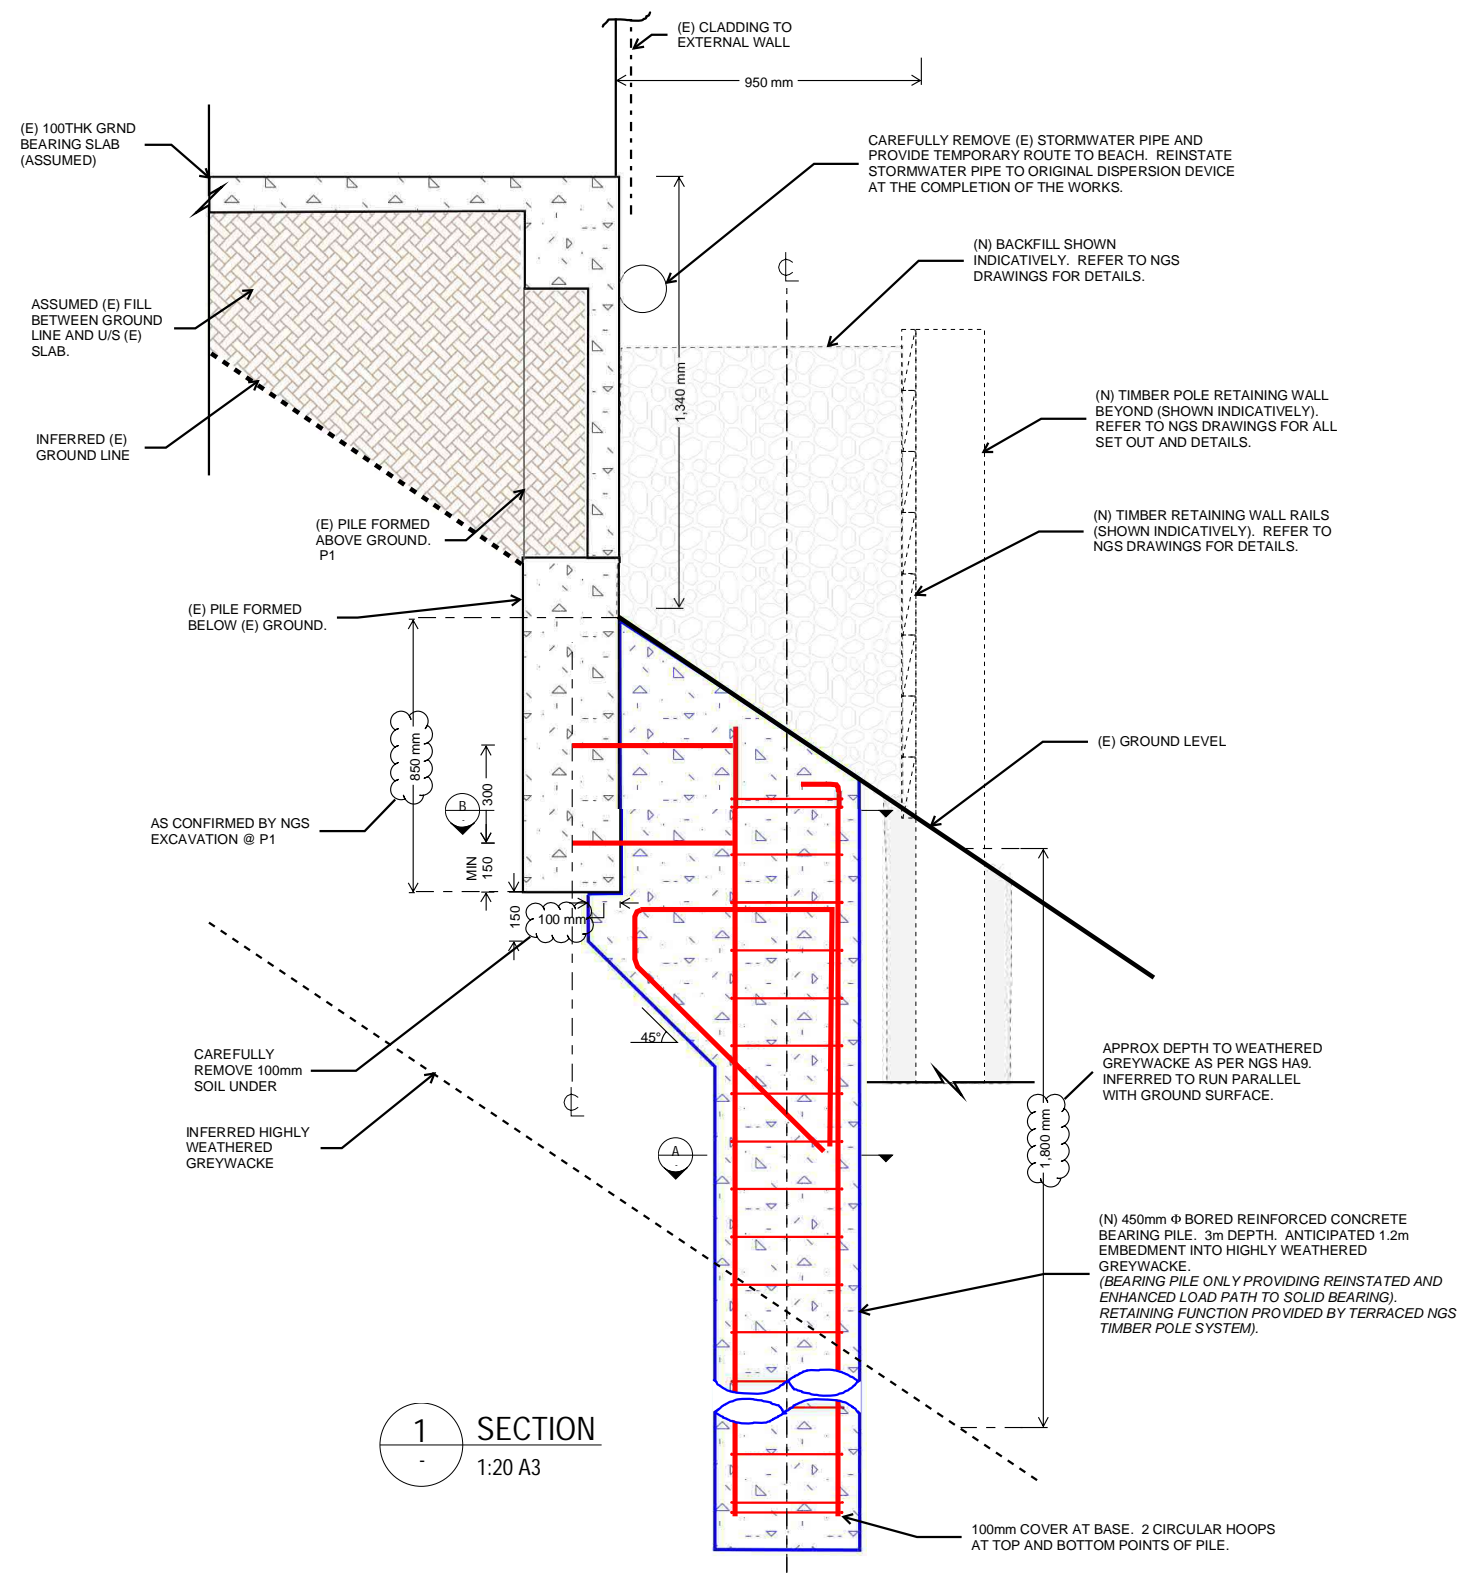 (E) CLADDING TO
EXTERNAL WALL
950 mm
(E) 100THK GRND
BEARING SLAB
(ASSUMED)
CAREFULLY REMOVE (E) STORMWATER PIPE AND
PROVIDE TEMPORARY ROUTE TO BEACH. REINSTATE
STORMWATER PIPE TO ORIGINAL DISPERSION DEVICE
AT THE COMPLETION OF THE WORKS.
(N) BACKFILL SHOWN
INDICATIVELY. REFER TO NGS
DRAWINGS FOR DETAILS.
ASSUMED (E) FILL
BETWEEN GROUND
LINE AND U/S (E)
SLAB.
1,340 mm
(N) TIMBER POLE RETAINING WALL
BEYOND (SHOWN INDICATIVELY).
REFER TO NGS DRAWINGS FOR ALL
SET OUT AND DETAILS.
INFERRED (E)
GROUND LINE
(E) PILE FORMED
ABOVE GROUND.
P1
(N) TIMBER RETAINING WALL RAILS
(SHOWN INDICATIVELY). REFER TO
NGS DRAWINGS FOR DETAILS.
(E) PILE FORMED
BELOW (E) GROUND.
850 mm
(E) GROUND LEVEL
300
B
-
AS CONFIRMED BY NGS
EXCAVATION @ P1
MIN
150
150
100 mm
45°
CAREFULLY
REMOVE 100mm
SOIL UNDER
APPROX DEPTH TO WEATHERED
GREYWACKE AS PER NGS HA9.
INFERRED TO RUN PARALLEL
WITH GROUND SURFACE.
1,800 mm
INFERRED HIGHLY
WEATHERED
GREYWACKE
A
-
(N) 450mm Φ BORED REINFORCED CONCRETE
BEARING PILE. 3m DEPTH. ANTICIPATED 1.2m
EMBEDMENT INTO HIGHLY WEATHERED
GREYWACKE.
(BEARING PILE ONLY PROVIDING REINSTATED AND
ENHANCED LOAD PATH TO SOLID BEARING).
RETAINING FUNCTION PROVIDED BY TERRACED NGS
TIMBER POLE SYSTEM).
1
-
SECTION
1:20 A3
100mm COVER AT BASE. 2 CIRCULAR HOOPS
AT TOP AND BOTTOM POINTS OF PILE.